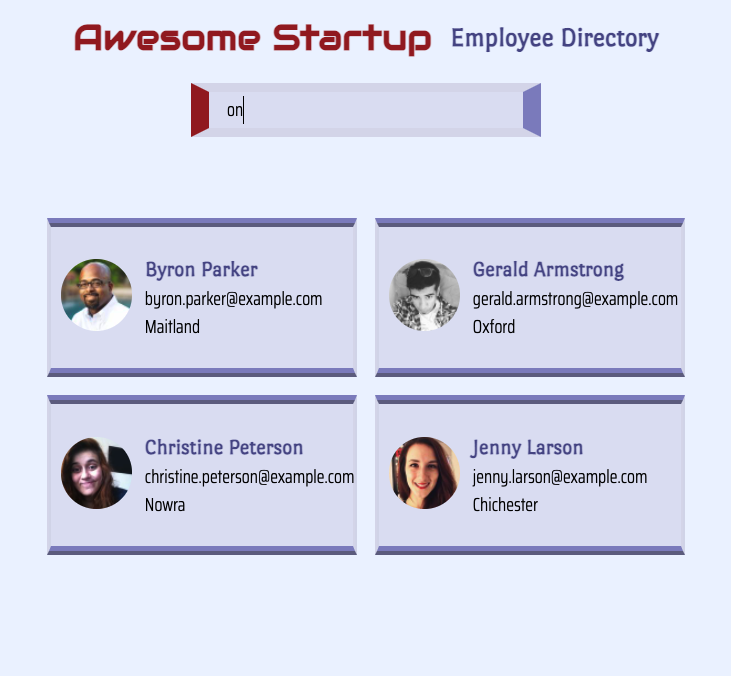 Awesome Startup Employee Directory
on
Byron Parker
byron.parker@example.com
Maitland
Gerald Armstrong
gerald.armstrong@example.com
Oxford
Christine Peterson
christine.peterson@example.com
Nowra
Jenny Larson
jenny.larson@example.com
Chichester